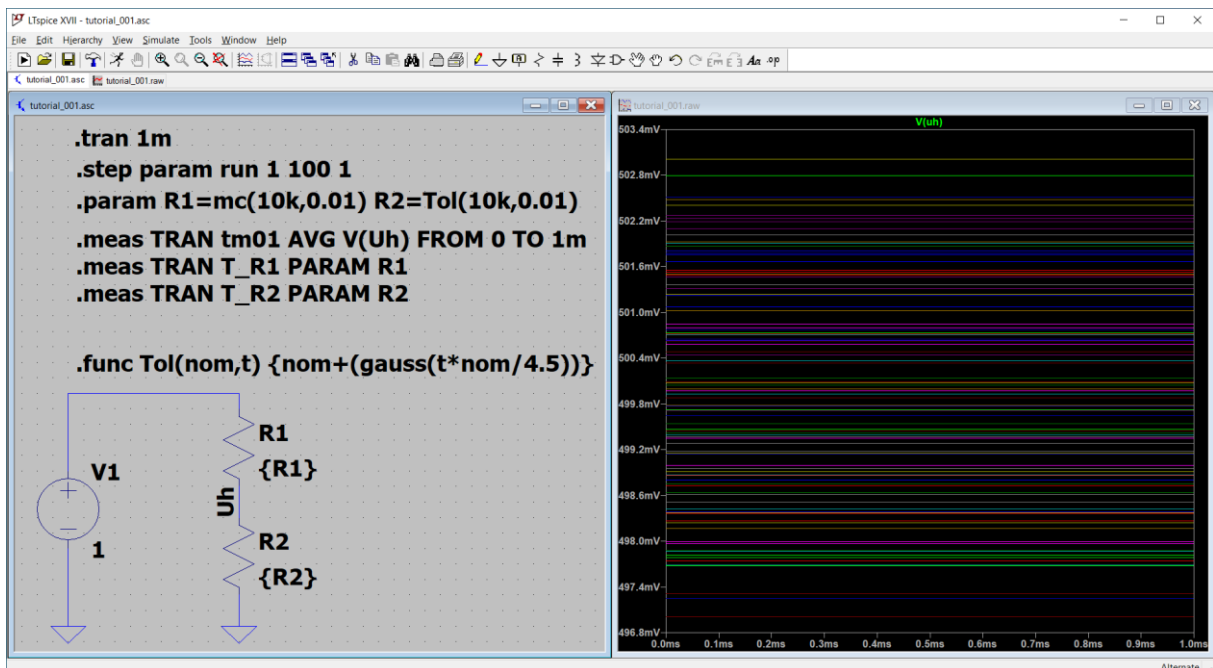 LTspice XVII - tutorial_001.asc
File Edit Hierarchy View Simulate Tools Window Help
tutorial_001.asc tutorial_001.raw
tutorial_001.asc
.tran 1m
.step param run 1 100 1
.param R1=mc(10k,0.01) R2=Tol(10k,0.01)
.meas TRAN tm01 AVG V(Uh) FROM 0 TO 1m
.meas TRAN T_R1 PARAM R1
.meas TRAN T_R2 PARAM R2
.func Tol(nom,t) {nom+(gauss(t*nom/4.5))}
R1
{R1}
V1
Uh
1
R2
{R2}
tutorial_001.raw
V(uh)
503.4mV
502.8mV
502.2mV
501.6mV
501.0mV
500.4mV
499.8mV
499.2mV
498.6mV
498.0mV
497.4mV
496.8mV
0.0ms 0.1ms 0.2ms 0.3ms 0.4ms 0.5ms 0.6ms 0.7ms 0.8ms 0.9ms 1.0ms
Alternate